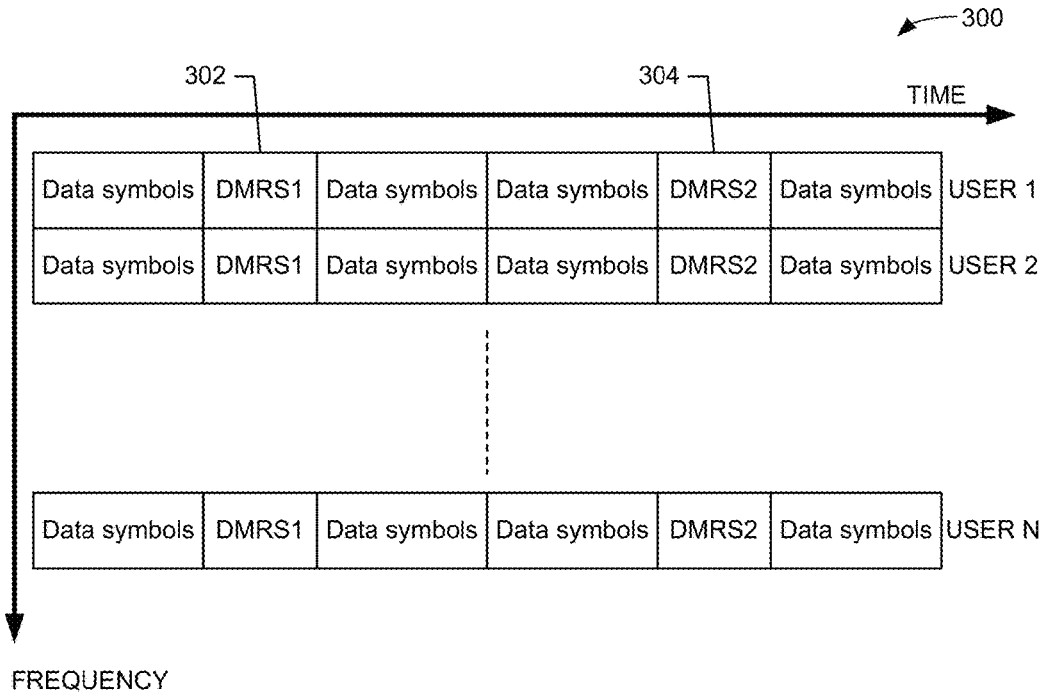 300
302
304
TIME
Data symbols DMRS1 Data symbols Data symbols DMRS2 Data symbols USER 1
Data symbols DMRS1 Data symbols Data symbols DMRS2 Data symbols USER 2
Data symbols DMRS1 Data symbols Data symbols DMRS2 Data symbols USER N
FREQUENCY